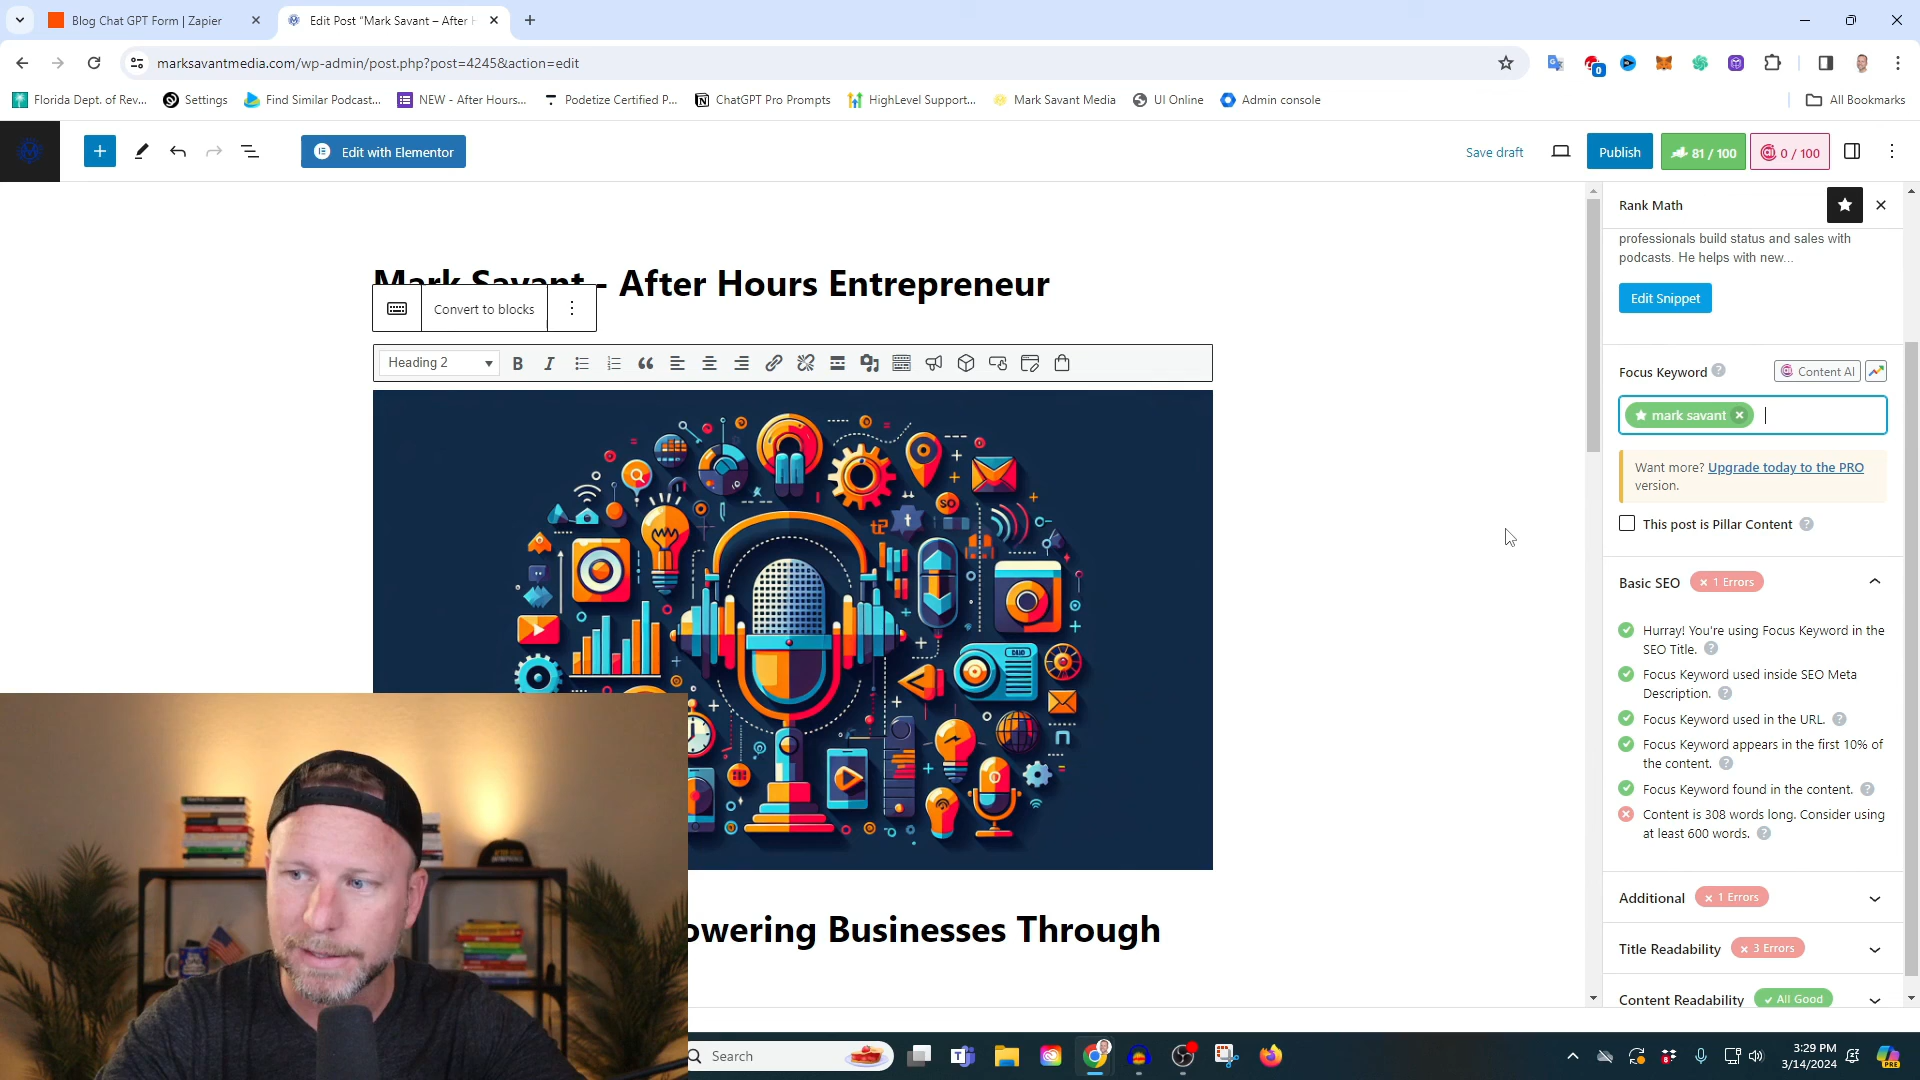 Blog Chat GPT Form | Zapier
Edit Post "Mark Savant – After H
marksavantmedia.com/wp-admin/post.php?post=4245&action=edit
0
Florida Dept. of Rev...
Settings
Find Similar Podcast...
NEW - After Hours...
Podetize Certified P...
ChatGPT Pro Prompts
HighLevel Support...
Mark Savant Media
UI Online
Admin console
All Bookmarks
Edit with Elementor
Save draft
Publish
81 / 100
0 / 100
Rank Math
professionals build status and sales with
podcasts. He helps with new...
Edit Snippet
Mark Savant – After Hours Entrepreneur
Convert to blocks
Heading 2
Focus Keyword
Content AI
mark savant
Want more? Upgrade today to the PRO
version.
This post is Pillar Content
Basic SEO
1 Errors
Hurray! You're using Focus Keyword in the
SEO Title.
Focus Keyword used inside SEO Meta
Description.
Focus Keyword used in the URL.
Focus Keyword appears in the first 10% of
the content.
Focus Keyword found in the content.
Content is 308 words long. Consider using
at least 600 words.
Additional
1 Errors
Title Readability
3 Errors
Content Readability
All Good
SO
owering Businesses Through
Search
3:29 PM
3/14/2024